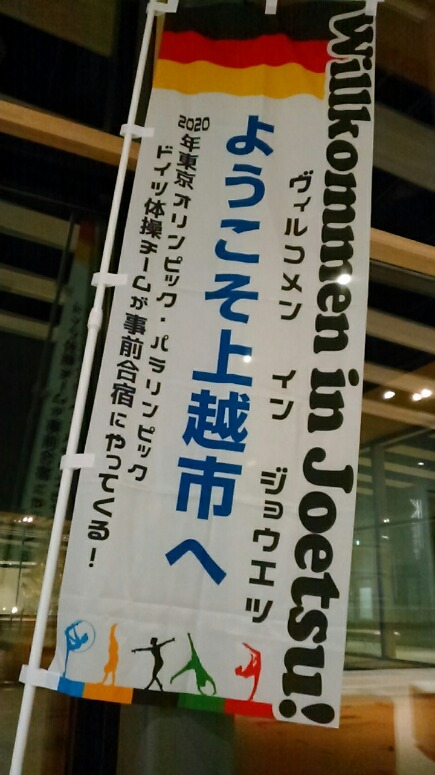 Willkommen in Joetsu!
ヴィルコメン イン ジョウエツ
ようこそ上越市へ
2020年東京オリンピック・パラリンピック
ドイツ体操チームが事前合宿にやってくる!